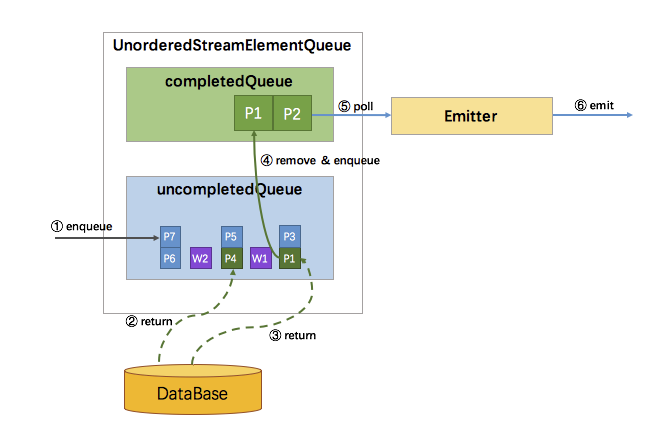 UnorderedStreamElementQueue
completedQueue
P1 P2
⑤ poll
Emitter
⑥ emit
④ remove & enqueue
uncompletedQueue
① enqueue
P7 P5 P3
P6 W2 P4 W1 P1
② return
③ return
DataBase